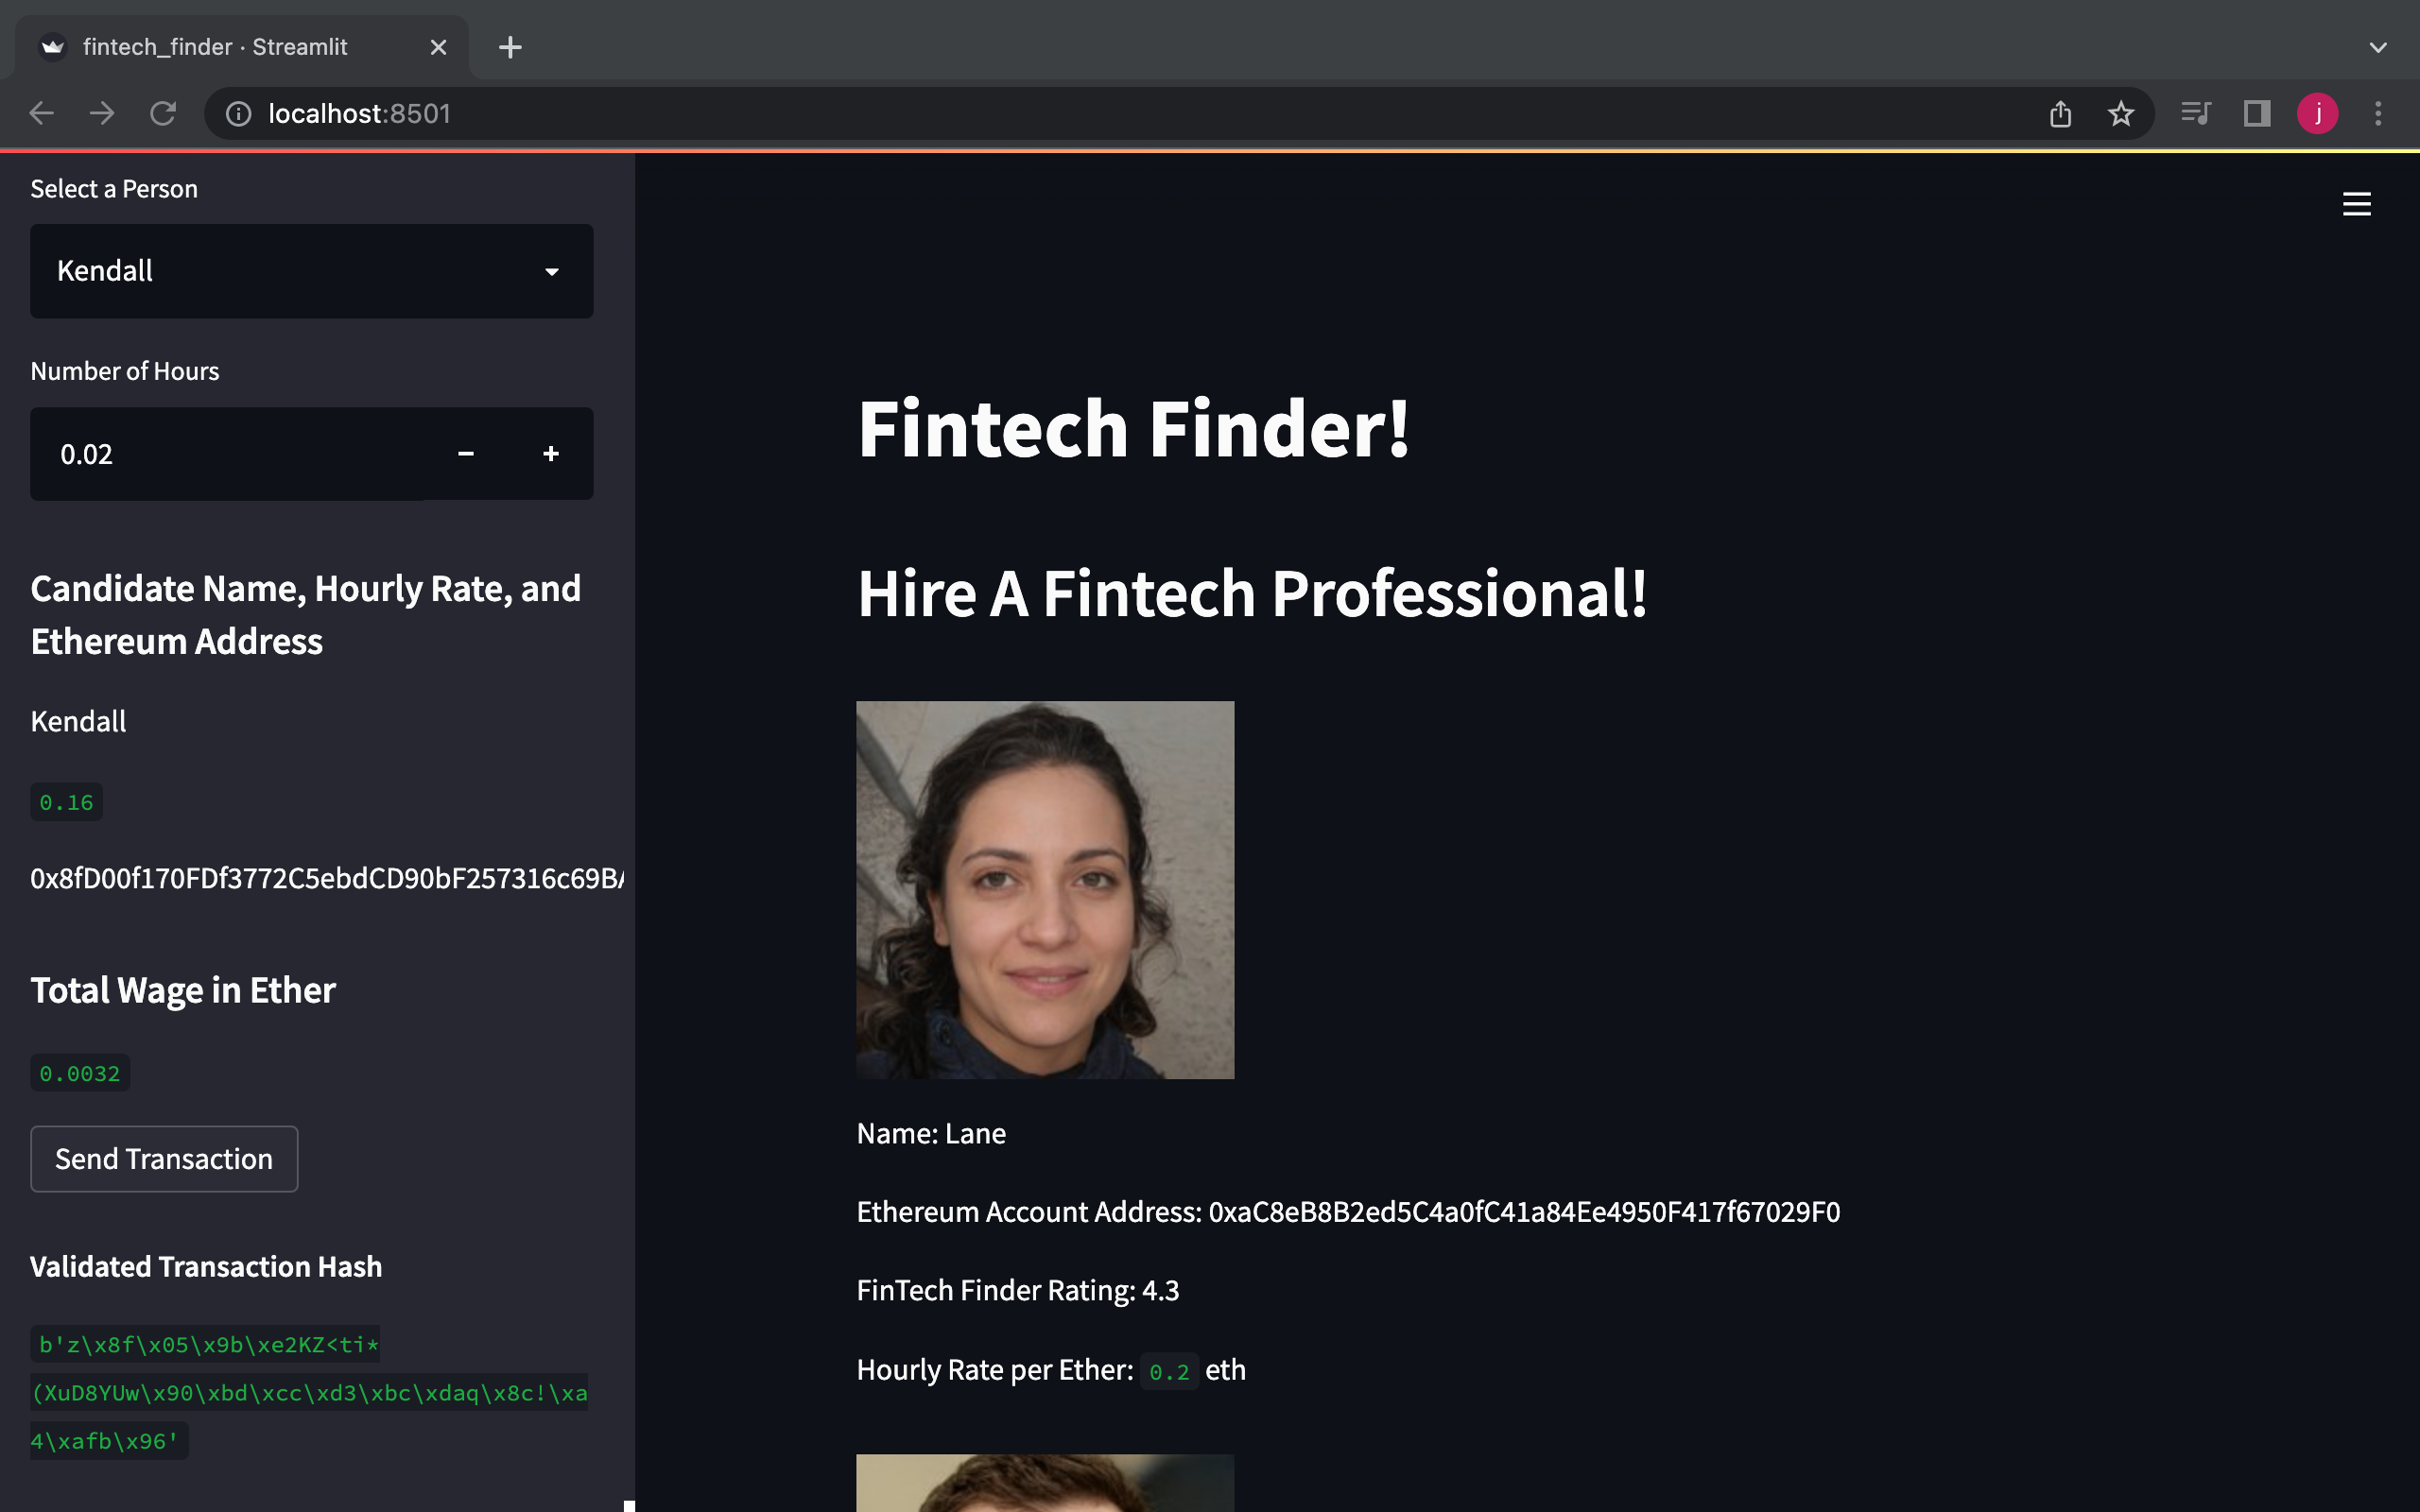 fintech_finder · Streamlit
localhost:8501
j
Select a Person
Kendall
Number of Hours
0.02
Candidate Name, Hourly Rate, and
Ethereum Address
Kendall
0.16
0x8fD00f170FDf3772C5ebdCD90bF257316c69BA
Total Wage in Ether
0.0032
Send Transaction
Validated Transaction Hash
b'z\x8f\x05\x9b\xe2KZ<ti*
(XuD8YUw\x90\xbd\xcc\xd3\xbc\xdaq\x8c!\xa
4\xafb\x96'
Fintech Finder!
Hire A Fintech Professional!
Name: Lane
Ethereum Account Address: 0xaC8eB8B2ed5C4a0fC41a84Ee4950F417f67029F0
FinTech Finder Rating: 4.3
Hourly Rate per Ether: 0.2 eth